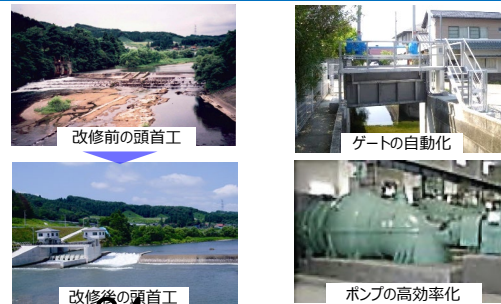 改修前の頭首工
ゲートの自動化
改修後の頭首工
ポンプの高効率化